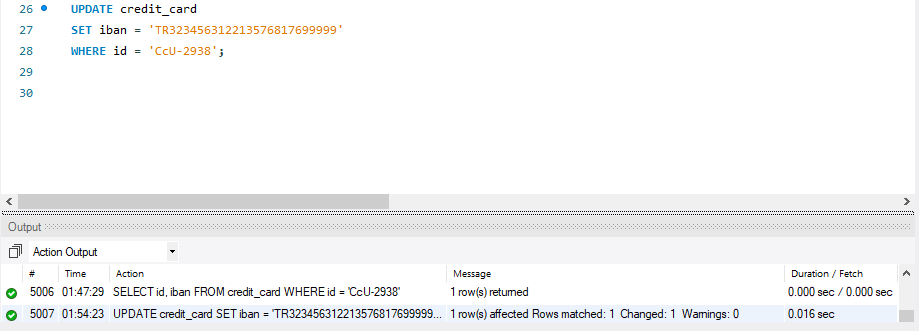 26 UPDATE credit_card
27 SET iban = 'TR323456312213576817699999'
28 WHERE id = 'CcU-2938';
29
30
Output
Action Output
# Time Action Message Duration / Fetch
5006 01:47:29 SELECT id, iban FROM credit_card WHERE id = 'CcU-2938' 1 row(s) returned 0.000 sec / 0.000 sec
5007 01:54:23 UPDATE credit_card SET iban = 'TR323456312213576817699999... 1 row(s) affected Rows matched: 1 Changed: 1 Warnings: 0 0.016 sec